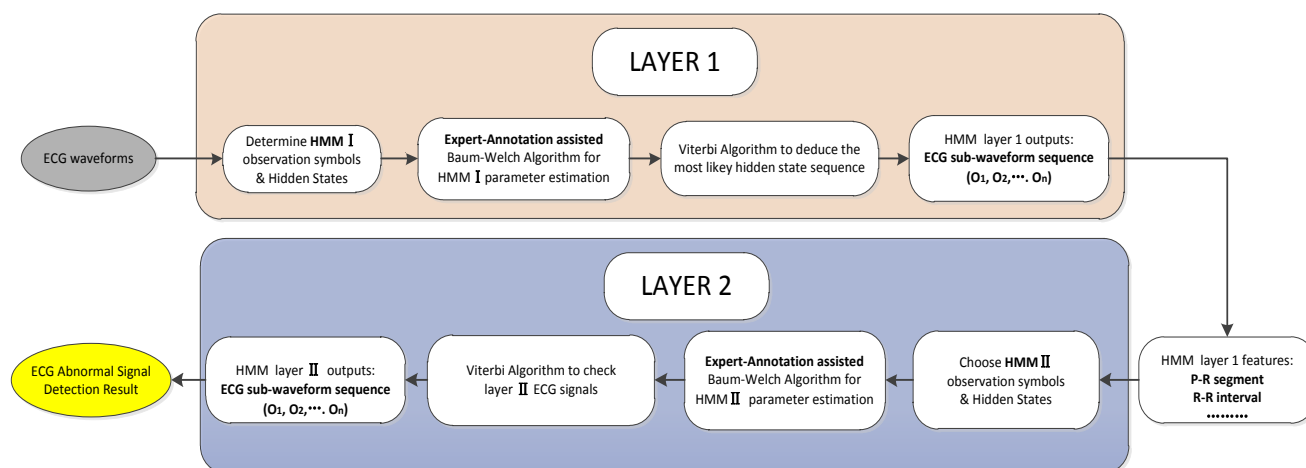 LAYER 1
ECG waveforms
Determine HMM Ⅰ
observation symbols
& Hidden States
Expert-Annotation assisted
Baum-Welch Algorithm for
HMM Ⅰ parameter estimation
Viterbi Algorithm to deduce the
most likey hidden state sequence
HMM layer 1 outputs:
ECG sub-waveform sequence
(O1, O2,•••. On)
LAYER 2
HMM layer 1 features:
P-R segment
R-R interval
………
Choose HMM Ⅱ
observation symbols
& Hidden States
Expert-Annotation assisted
Baum-Welch Algorithm for
HMM Ⅱ parameter estimation
Viterbi Algorithm to check
layer Ⅱ ECG signals
HMM layer Ⅱ outputs:
ECG sub-waveform sequence
(O1, O2,•••. On)
ECG Abnormal Signal
Detection Result